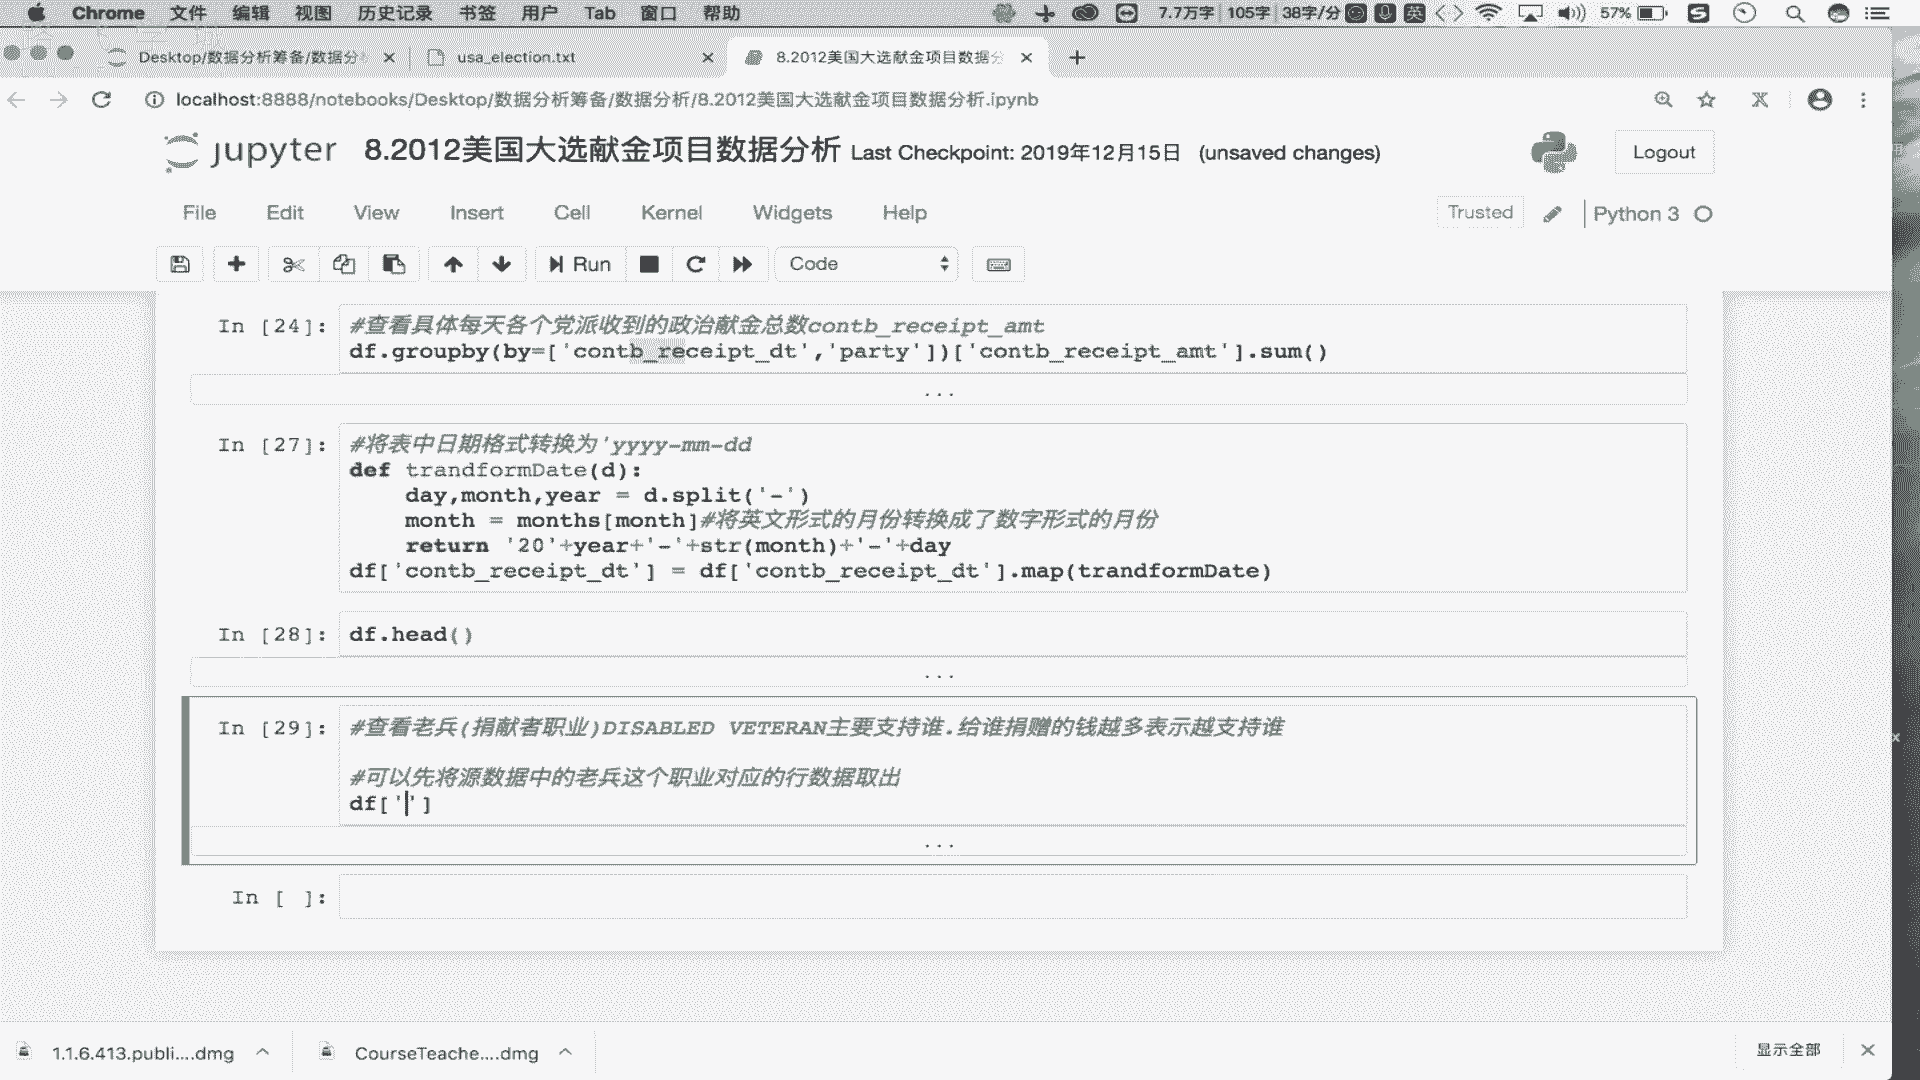 Chrome 文件 编辑 视图 历史记录 书签 用户 Tab 窗口 帮助 7.7万字 105字 38字/分 英 57%
Desktop/数据分析筹备/数据分 usa_election.txt 8.2012美国大选献金项目数据分
localhost:8888/notebooks/Desktop/数据分析筹备/数据分析/8.2012美国大选献金项目数据分析.ipynb
jupyter 8.2012美国大选献金项目数据分析 Last Checkpoint: 2019年12月15日 (unsaved changes) Logout
File Edit View Insert Cell Kernel Widgets Help Trusted Python 3
Run Code
In [24]: #查看具体每天各个党派收到的政治献金总数contb_receipt_amt
df.groupby(by=['contb_receipt_dt','party'])['contb_receipt_amt'].sum()
...
In [27]: #将表中日期格式转换为'yyyy-mm-dd
def trandformDate(d):
day,month,year = d.split('-')
month = months[month]#将英文形式的月份转换成了数字形式的月份
return '20'+year+'-'+str(month)+'-'+day
df['contb_receipt_dt'] = df['contb_receipt_dt'].map(trandformDate)
In [28]: df.head()
...
In [29]: #查看老兵(捐献者职业)DISABLED VETERAN主要支持谁.给谁捐赠的钱越多表示越支持谁
#可以先将源数据中的老兵这个职业对应的行数据取出
df['']
...
In [ ]:
1.1.6.413.publi....dmg CourseTeache....dmg 显示全部